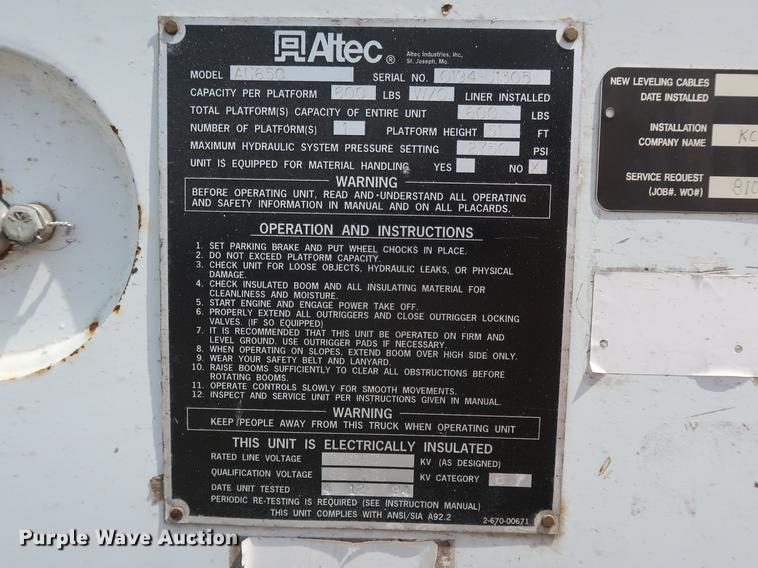 Altec®
Altec Industries, Inc.
St. Joseph, Mo.
MODEL AN650 SERIAL NO. 0194-U1305
CAPACITY PER PLATFORM 600 LBS W/O LINER INSTALLED
TOTAL PLATFORM(S) CAPACITY OF ENTIRE UNIT 600 LBS
NUMBER OF PLATFORM(S) 1 PLATFORM HEIGHT 51 FT
MAXIMUM HYDRAULIC SYSTEM PRESSURE SETTING 2750 PSI
UNIT IS EQUIPPED FOR MATERIAL HANDLING YES NO X
WARNING
BEFORE OPERATING UNIT, READ AND UNDERSTAND ALL OPERATING
AND SAFETY INFORMATION IN MANUAL AND ON ALL PLACARDS.
OPERATION AND INSTRUCTIONS
1. SET PARKING BRAKE AND PUT WHEEL CHOCKS IN PLACE.
2. DO NOT EXCEED PLATFORM CAPACITY.
3. CHECK UNIT FOR LOOSE OBJECTS, HYDRAULIC LEAKS, OR PHYSICAL
DAMAGE.
4. CHECK INSULATED BOOM AND ALL INSULATING MATERIAL FOR
CLEANLINESS AND MOISTURE.
5. START ENGINE AND ENGAGE POWER TAKE OFF.
6. PROPERLY EXTEND ALL OUTRIGGERS AND CLOSE OUTRIGGER LOCKING
VALVES. (IF SO EQUIPPED)
7. IT IS RECOMMENDED THAT THIS UNIT BE OPERATED ON FIRM AND
LEVEL GROUND. USE OUTRIGGER PADS IF NECESSARY.
8. WHEN OPERATING ON SLOPES, EXTEND BOOM OVER HIGH SIDE ONLY.
9. WEAR YOUR SAFETY BELT AND LANYARD.
10. RAISE BOOMS SUFFICIENTLY TO CLEAR ALL OBSTRUCTIONS BEFORE
ROTATING BOOMS.
11. OPERATE CONTROLS SLOWLY FOR SMOOTH MOVEMENTS.
12. INSPECT AND SERVICE UNIT PER INSTRUCTIONS GIVEN IN MANUAL.
WARNING
KEEP PEOPLE AWAY FROM THIS TRUCK WHEN OPERATING UNIT
THIS UNIT IS ELECTRICALLY INSULATED
RATED LINE VOLTAGE KV (AS DESIGNED)
QUALIFICATION VOLTAGE KV CATEGORY
DATE UNIT TESTED
PERIODIC RE-TESTING IS REQUIRED (SEE INSTRUCTION MANUAL)
THIS UNIT COMPLIES WITH ANSI/SIA A92.2 2-670-00671
NEW LEVELING CABLES
DATE INSTALLED
INSTALLATION
COMPANY NAME KC
SERVICE REQUEST
(JOB#. WO#) 810
Purple Wave Auction